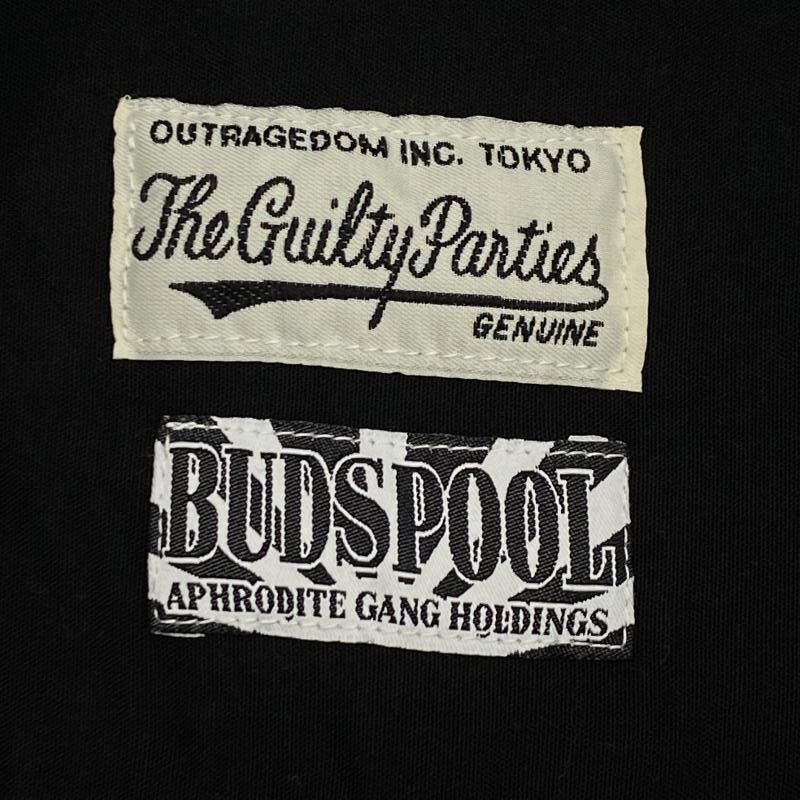 OUTRAGEDOM INC. TOKYO
The Guilty Parties
GENUINE
BUDSPOOL
APHRODITE GANG HOLDINGS